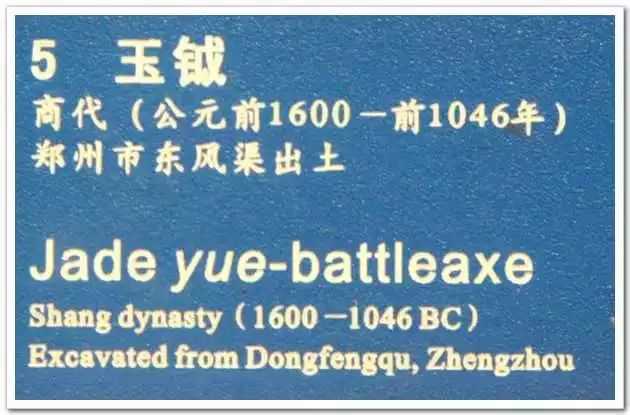 5 玉钺
商代（公元前1600－前1046年）
郑州市东风渠出土
Jade yue-battleaxe
Shang dynasty（1600－1046 BC）
Excavated from Dongfengqu, Zhengzhou